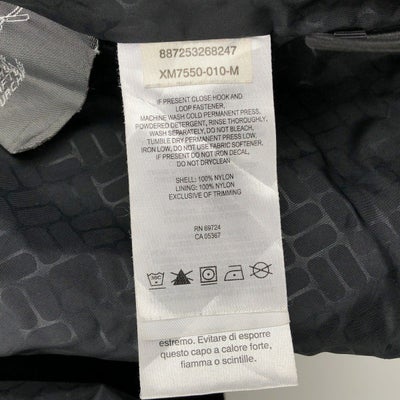 887253268247
XM7550-010-M
IF PRESENT CLOSE HOOK AND
LOOP FASTENER,
MACHINE WASH COLD PERMANENT PRESS,
POWDERED DETERGENT, RINSE THOROUGHLY,
WASH SEPARATELY, DO NOT BLEACH,
TUMBLE DRY PERMANENT PRESS LOW
IRON LOW, DO NOT USE FABRIC SOFTENER.
IF PRESENT DO NOT IRON DECAL,
DO NOT DRYCLEAN
SHELL: 100% NYLON
LINING: 100% NYLON
EXCLUSIVE OF TRIMMING
RN 69724
CA 05367
30C
estremo. Evitare di esporre
questo capo a calore forte,
fiamma o scintille.